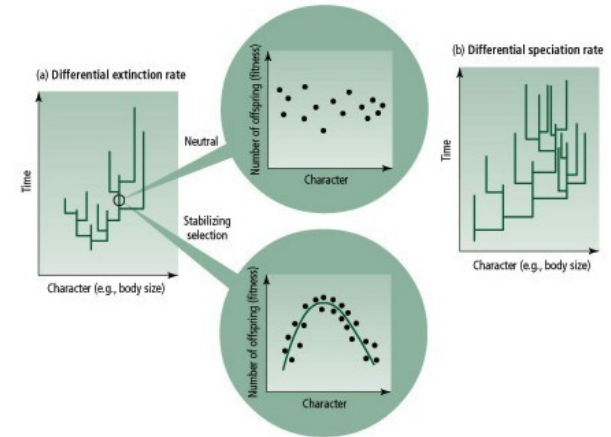 (a) Differential extinction rate
Time
Character (e.g., body size)
Neutral
Stabilizing
selection
Number of offspring (fitness)
Character
Number of offspring (fitness)
Character
(b) Differential speciation rate
Time
Character (e.g., body size)